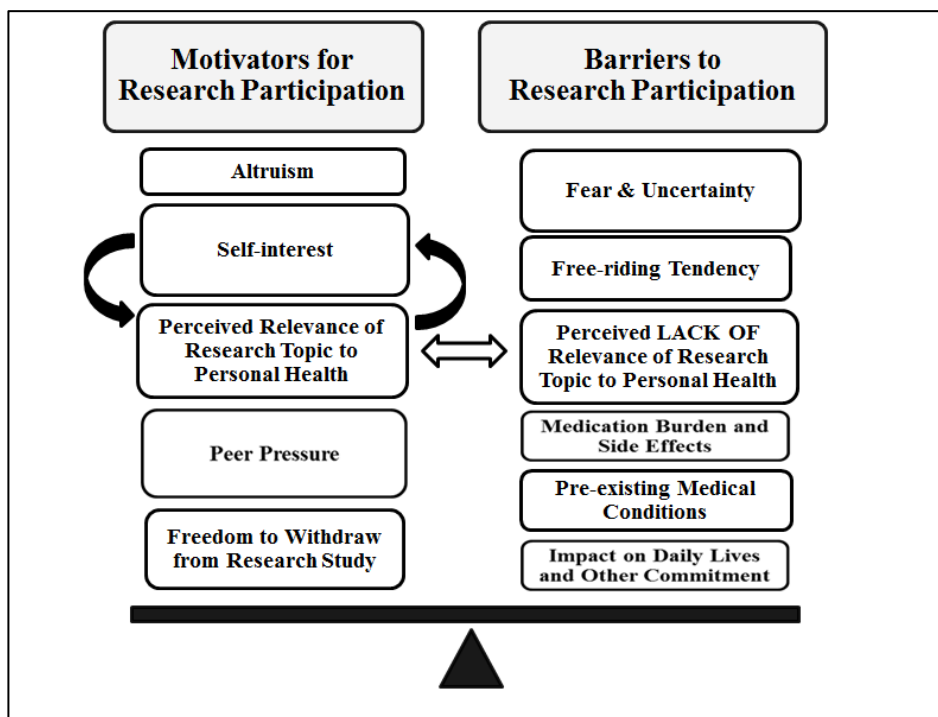 Motivators for
Research Participation
Altruism
Self-interest
Perceived Relevance of
Research Topic to
Personal Health
Peer Pressure
Freedom to Withdraw
from Research Study
Barriers to
Research Participation
Fear & Uncertainty
Free-riding Tendency
Perceived LACK OF
Relevance of Research
Topic to Personal Health
Medication Burden and
Side Effects
Pre-existing Medical
Conditions
Impact on Daily Lives
and Other Commitment